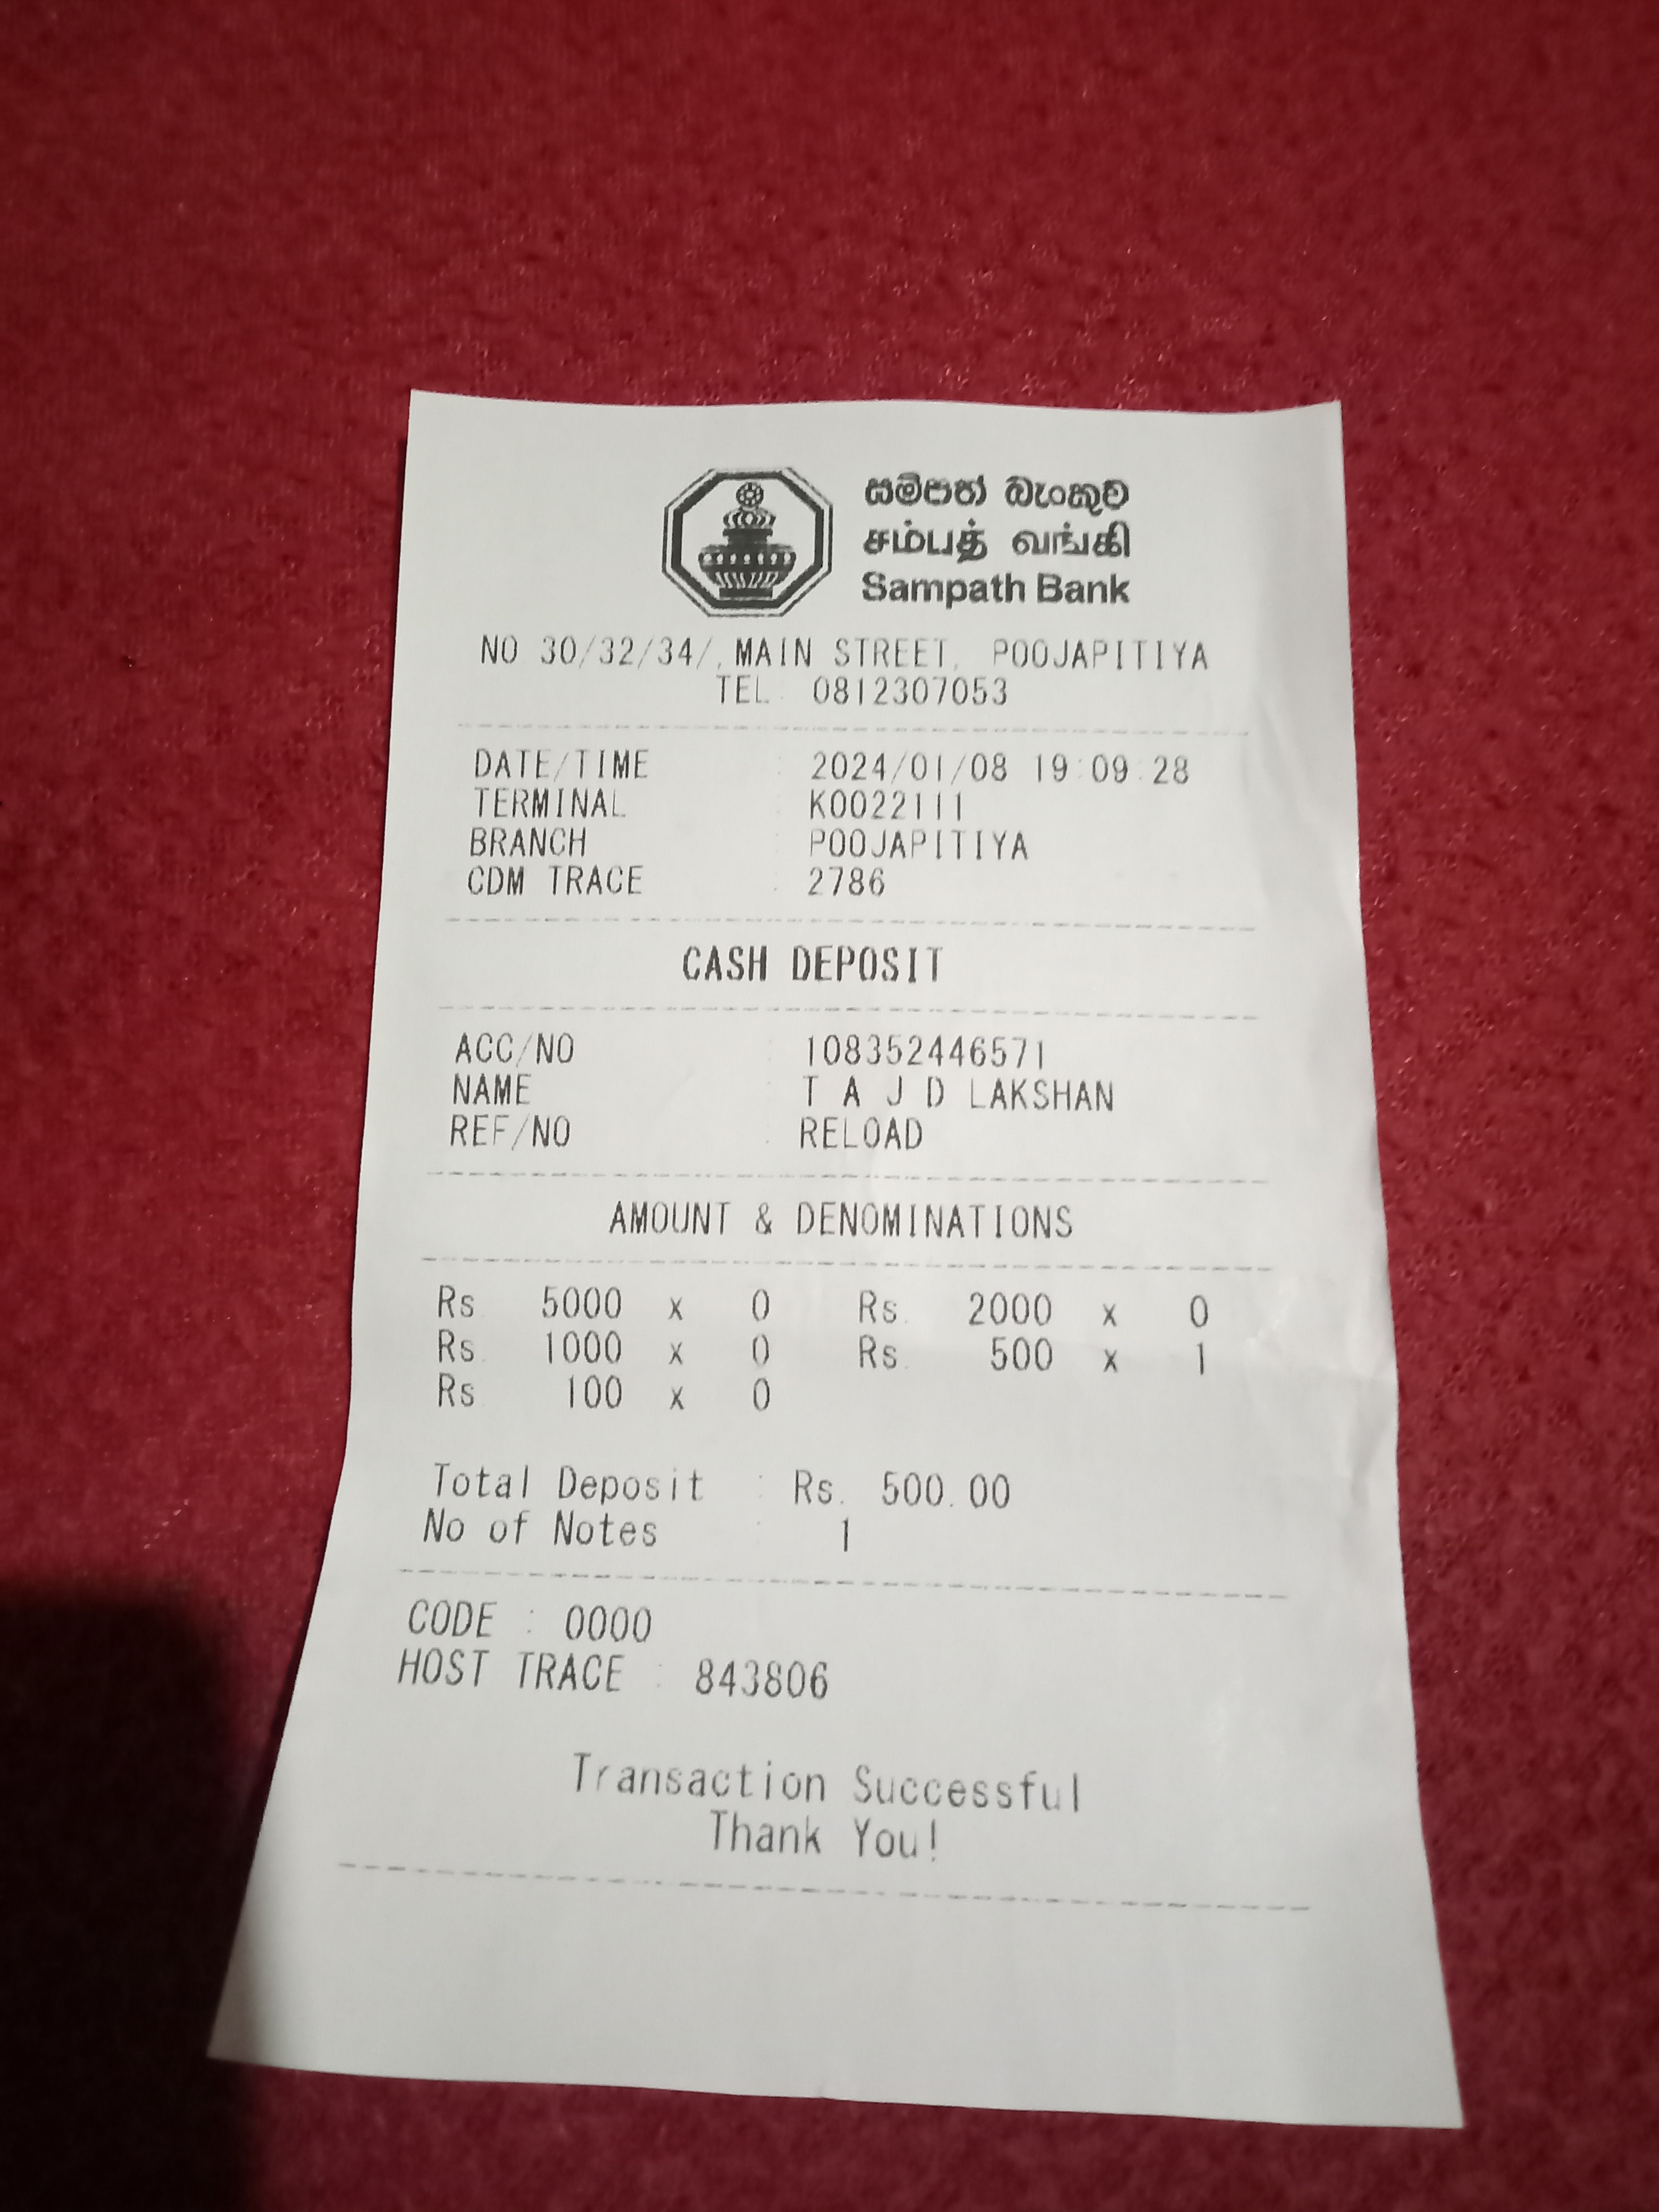 සම්පත් බැංකුව
சம்பத் வங்கி
Sampath Bank
NO 30/32/34/, MAIN STREET, POOJAPITIYA
TEL: 0812307053
DATE/TIME : 2024/01/08 19:09:28
TERMINAL : K0022111
BRANCH : POOJAPITIYA
CDM TRACE : 2786
CASH DEPOSIT
ACC/NO : 108352446571
NAME : T A J D LAKSHAN
REF/NO : RELOAD
AMOUNT & DENOMINATIONS
Rs. 5000 x 0 Rs. 2000 x 0
Rs. 1000 x 0 Rs. 500 x 1
Rs. 100 x 0
Total Deposit : Rs. 500.00
No of Notes : 1
CODE : 0000
HOST TRACE : 843806
Transaction Successful
Thank You!